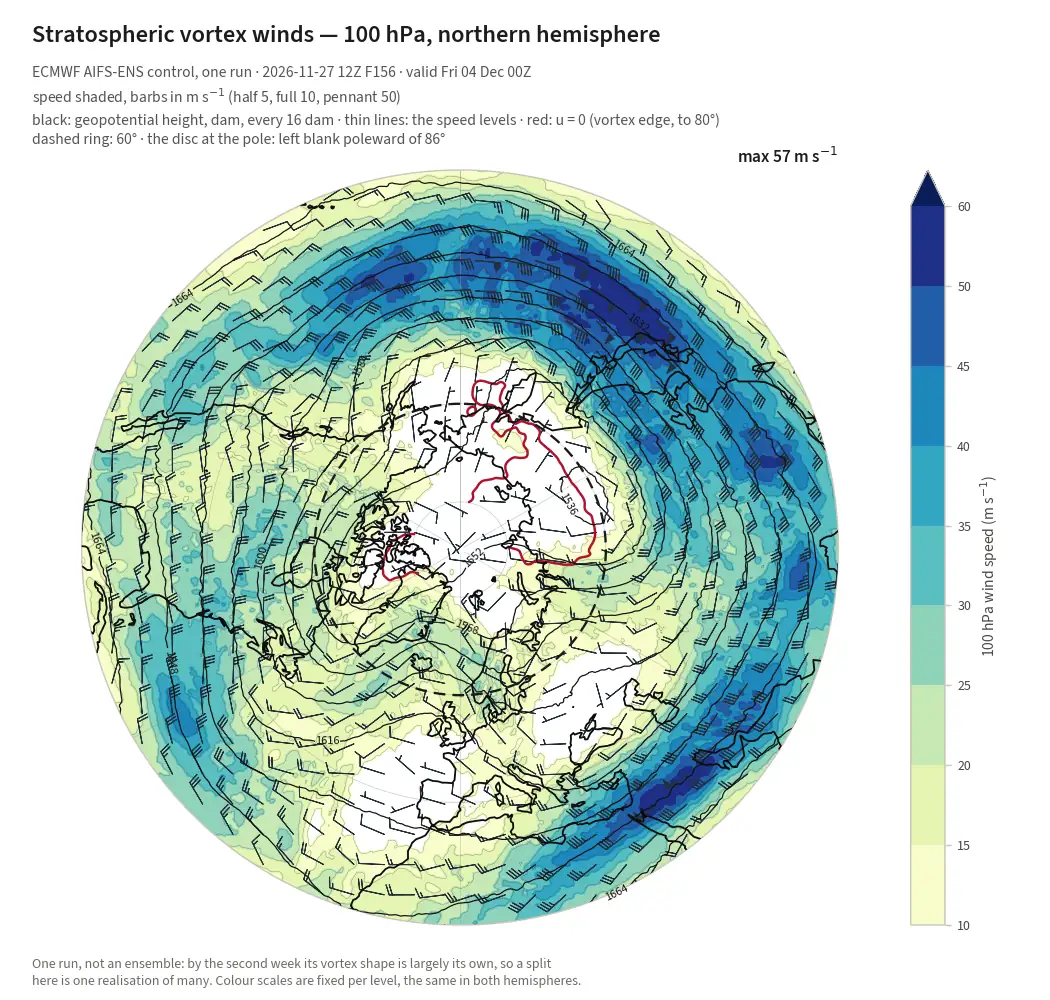 Stratospheric vortex winds — 100 hPa, northern hemisphere
ECMWF AIFS-ENS control, one run · 2026-11-27 12Z F156 · valid Fri 04 Dec 00Z
speed shaded, barbs in m s⁻¹ (half 5, full 10, pennant 50)
black: geopotential height, dam, every 16 dam · thin lines: the speed levels · red: u = 0 (vortex edge, to 80°)
dashed ring: 60° · the disc at the pole: left blank poleward of 86°
max 57 m s⁻¹
60
50
45
40
35
30
25
20
15
10
100 hPa wind speed (m s⁻¹)
1664
1664
1632
1536
1664
1600
1552
1568
1616
1664
One run, not an ensemble: by the second week its vortex shape is largely its own, so a split
here is one realisation of many. Colour scales are fixed per level, the same in both hemispheres.